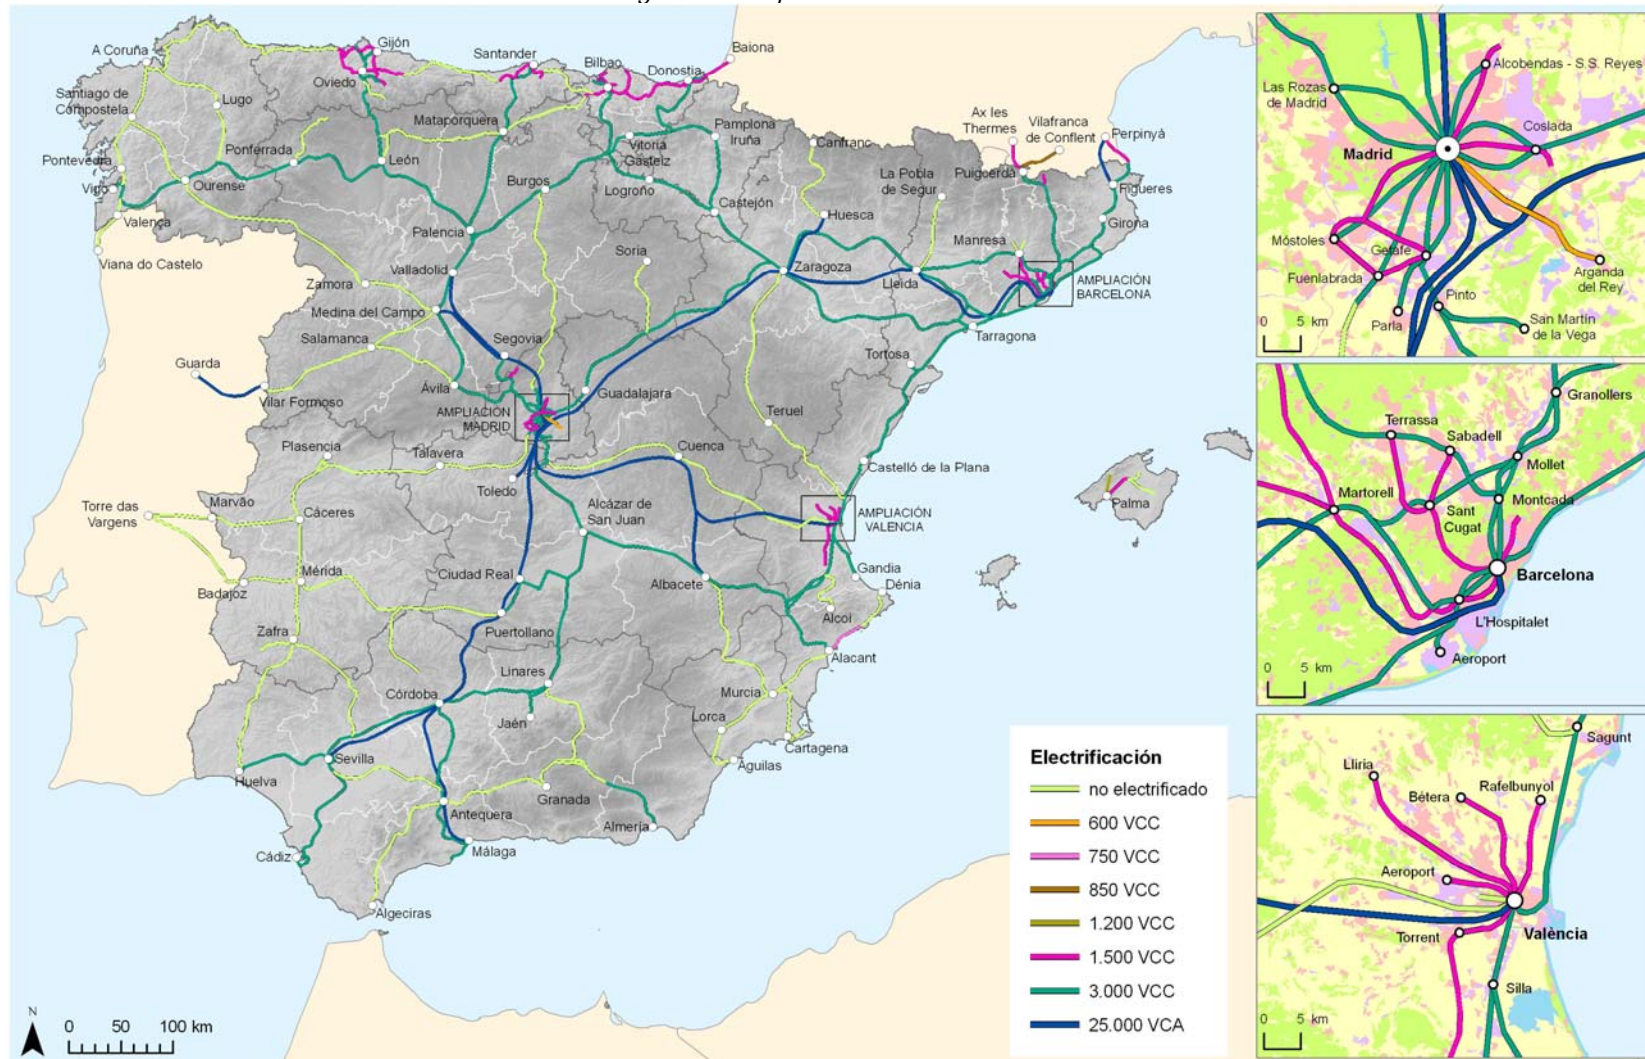 A Coruña
Gijón
Santander
Bilbao
Donostia
Baiona
Oviedo
Santiago de
Compostela
Lugo
Mataporquera
Vitoria
Gasteiz
Pamplona
Iruña
Canfranc
Ax les
Thermes
Vilafranca
de Conflent
Perpinyà
Pontevedra
Ponferrada
León
Vigo
Ourense
Burgos
Logroño
La Pobla
de Segur
Puigcerdà
Figueres
Valença
Palencia
Castejón
Huesca
Girona
Viana do Castelo
Valladolid
Soria
Manresa
Zaragoza
Lleida
AMPLIACIÓN
BARCELONA
Zamora
Medina del Campo
Salamanca
Segovia
Tarragona
Guarda
Tortosa
Vilar Formoso
Ávila
Guadalajara
AMPLIACIÓN
MADRID
Teruel
Plasencia
Talavera
Cuenca
Castelló de la Plana
Toledo
Torre das
Vargens
Marvão
Cáceres
Alcázar de
San Juan
AMPLIACIÓN
VALENCIA
Palma
Mérida
Ciudad Real
Albacete
Gandia
Dénia
Badajoz
Alcoi
Zafra
Puertollano
Alacant
Linares
Córdoba
Murcia
Jaén
Lorca
Cartagena
Sevilla
Águilas
Huelva
Antequera
Granada
Almería
Cádiz
Málaga
Algeciras
N
0 50 100 km
Electrificación
no electrificado
600 VCC
750 VCC
850 VCC
1.200 VCC
1.500 VCC
3.000 VCC
25.000 VCA
Alcobendas - S.S. Reyes
Las Rozas
de Madrid
Coslada
Madrid
Móstoles
Getafe
Fuenlabrada
Arganda
del Rey
Pinto
Parla
San Martín
de la Vega
0 5 km
Granollers
Terrassa
Sabadell
Mollet
Martorell
Montcada
Sant
Cugat
Barcelona
L'Hospitalet
Aeroport
0 5 km
Sagunt
Llíria
Bétera
Rafelbunyol
Aeroport
Torrent
València
Silla
0 5 km